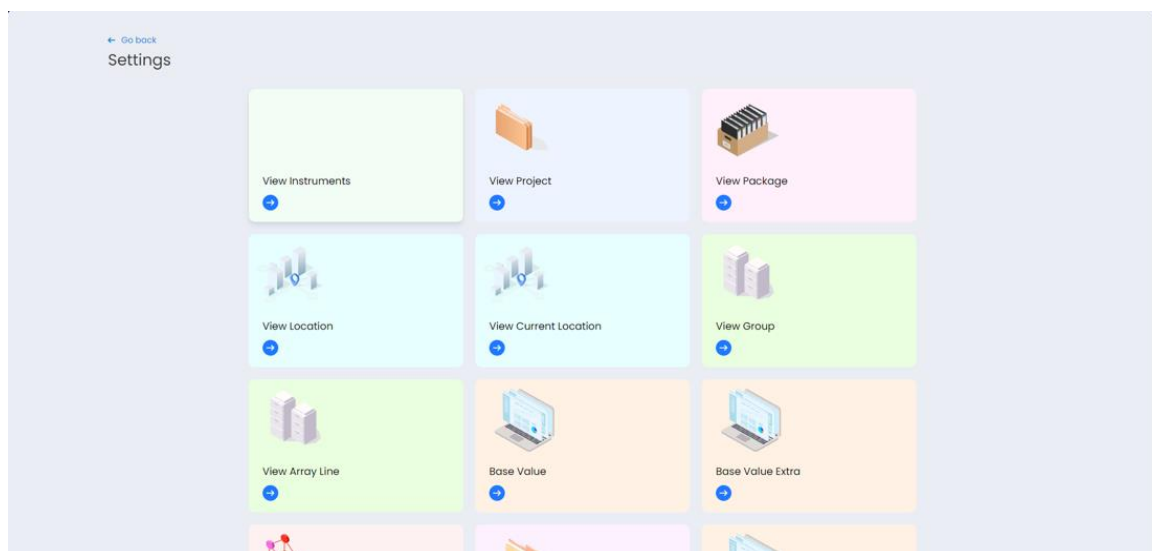 Go back
Settings
View Instruments
View Project
View Package
View Location
View Current Location
View Group
View Array Line
Base Value
Base Value Extra